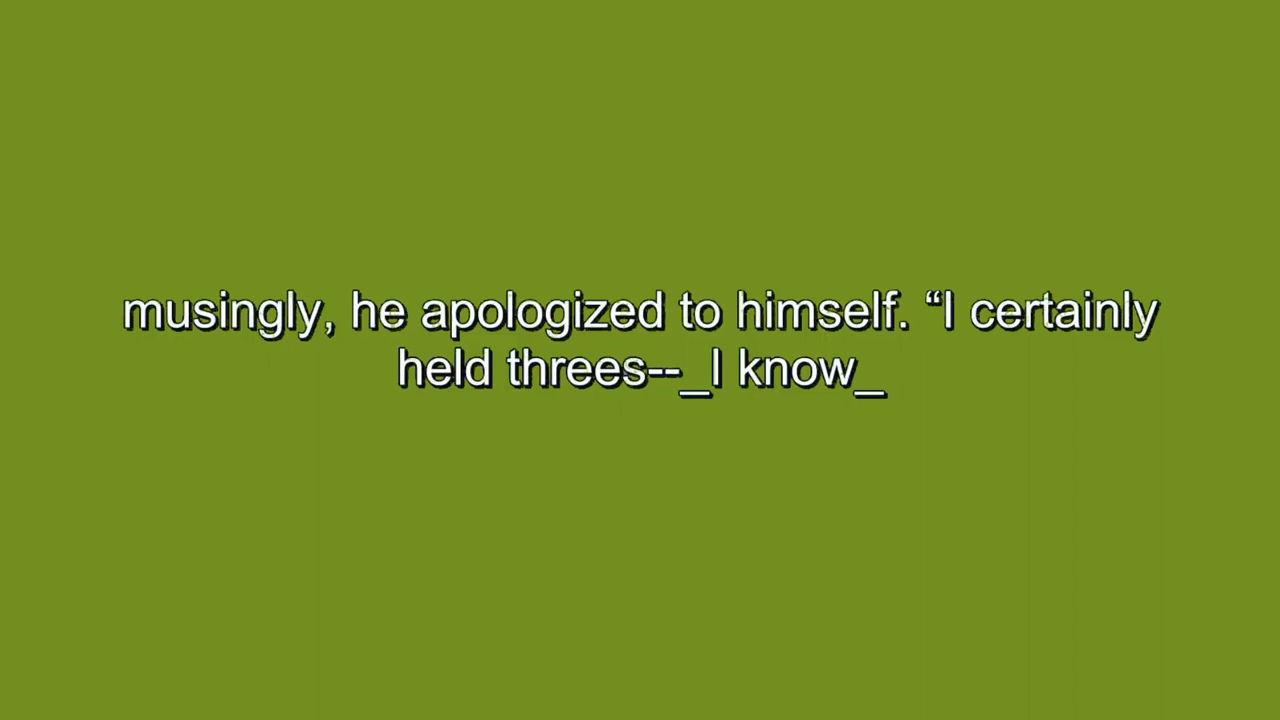 musingly, he apologized to himself. “I certainly
held threes--_I know_